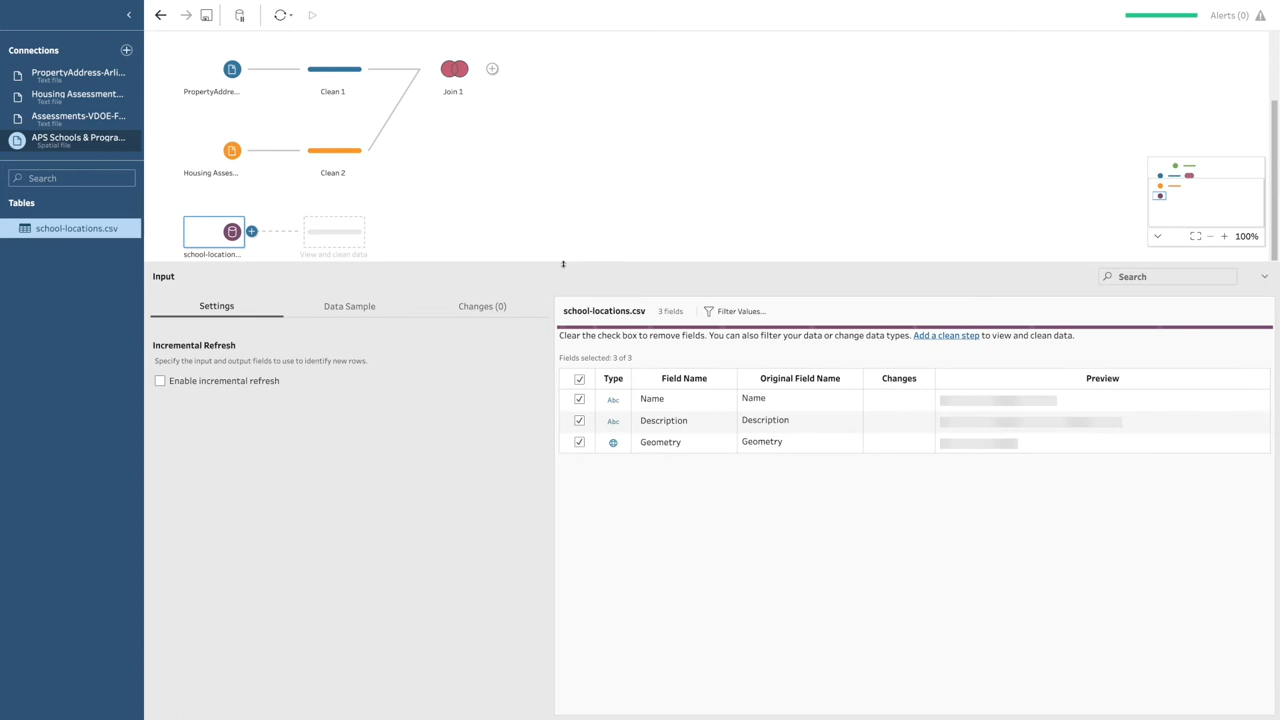 Alerts (0)
Connections
PropertyAddress-Arli...
Text file
Housing Assessment...
Text file
Assessments-VDOE-F...
Text file
APS Schools & Progra...
Spatial file
Search
Tables
school-locations.csv
PropertyAddre...
Clean 1
Join 1
Housing Asses...
Clean 2
school-location...
View and clean data
100%
Input
Search
Settings
Data Sample
Changes (0)
Incremental Refresh
Specify the input and output fields to use to identify new rows.
Enable incremental refresh
school-locations.csv 3 fields Filter Values...
Clear the check box to remove fields. You can also filter your data or change data types. Add a clean step to view and clean data.
Fields selected: 3 of 3
Type Field Name Original Field Name Changes Preview
Abc Name Name
Abc Description Description
Geometry Geometry